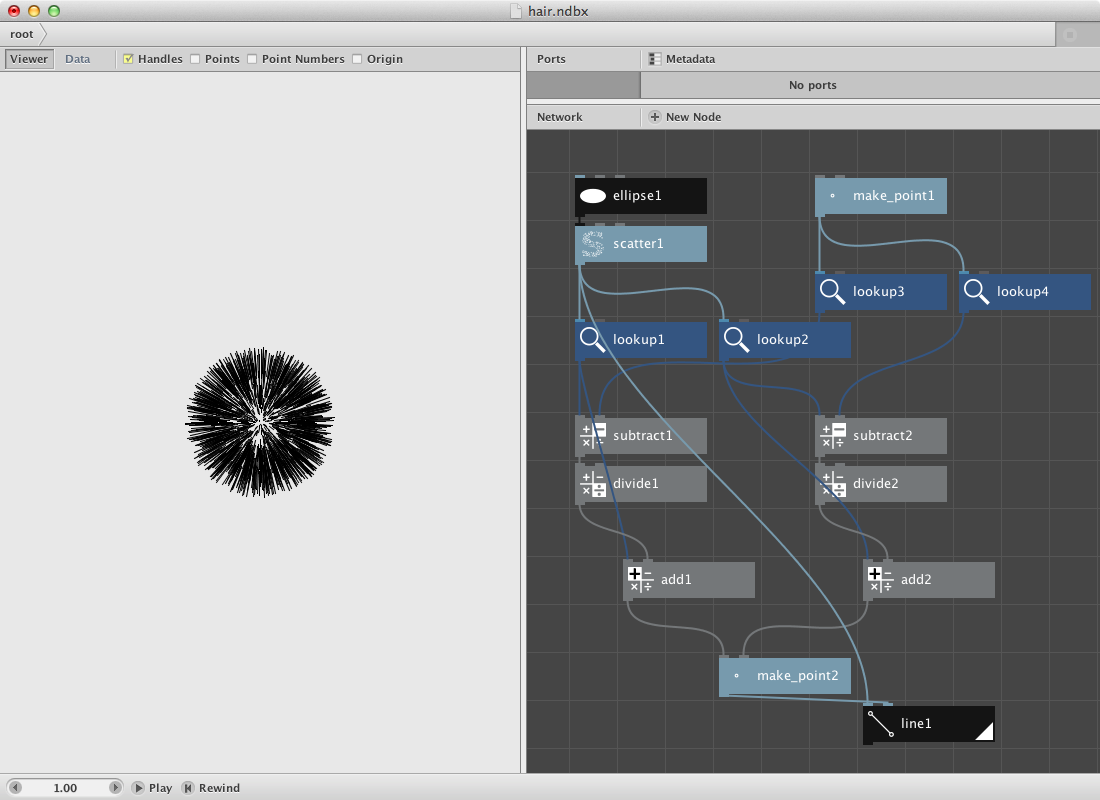 hair.ndbx
root
Viewer Data Handles Points Point Numbers Origin
Ports Metadata
No ports
Network New Node
ellipse1
make_point1
scatter1
lookup3
lookup4
lookup1
lookup2
subtract1
subtract2
divide1
divide2
add1
add2
make_point2
line1
1.00 Play Rewind